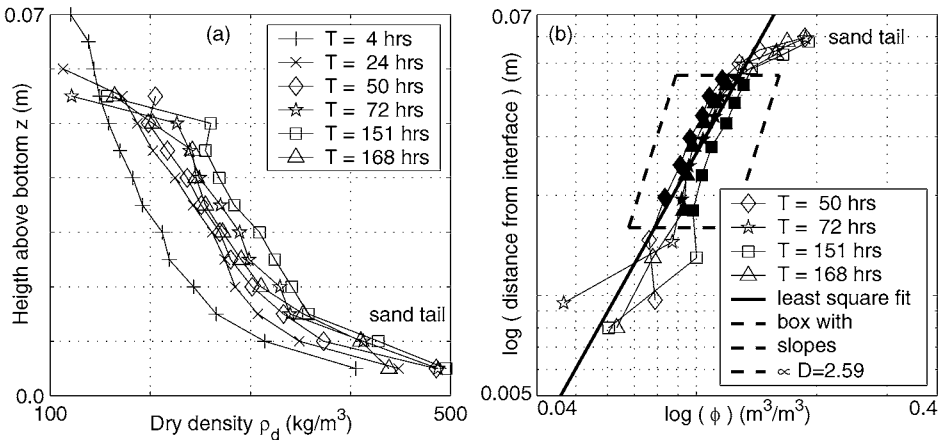 0.07
(a)
T = 4 hrs
T = 24 hrs
T = 50 hrs
T = 72 hrs
T = 151 hrs
T = 168 hrs
Heigth above bottom z (m)
sand tail
0.0
100
500
Dry density ρd (kg/m³)
0.07
(b)
sand tail
log ( distance from interface ) (m)
T = 50 hrs
T = 72 hrs
T = 151 hrs
T = 168 hrs
least square fit
box with
slopes
∝ D=2.59
0.005
0.04
0.4
log ( ϕ ) (m³/m³)